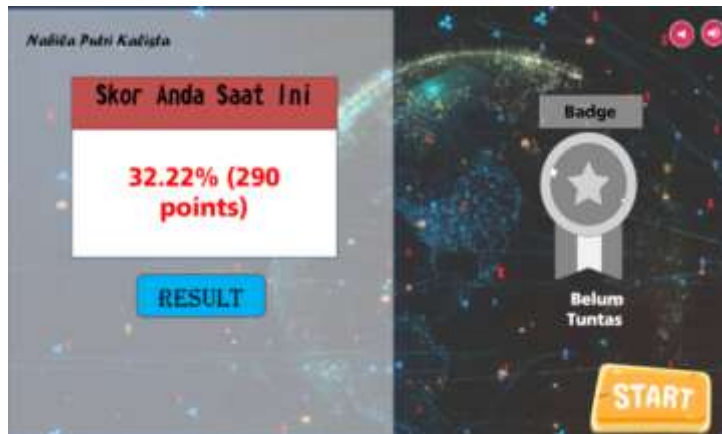 Nabila Putri Kalista
Skor Anda Saat Ini
32.22% (290
points)
RESULT
Badge
Belum
Tuntas
START